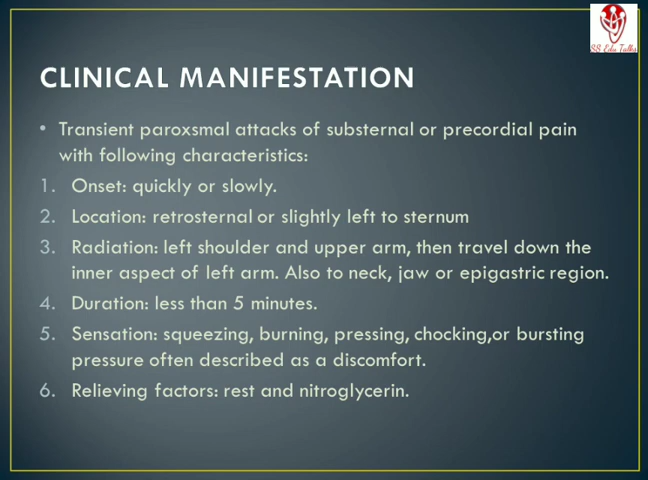 SS Edu Talks
CLINICAL MANIFESTATION
• Transient paroxsmal attacks of substernal or precordial pain
with following characteristics:
1. Onset: quickly or slowly.
2. Location: retrosternal or slightly left to sternum
3. Radiation: left shoulder and upper arm, then travel down the
inner aspect of left arm. Also to neck, jaw or epigastric region.
4. Duration: less than 5 minutes.
5. Sensation: squeezing, burning, pressing, chocking,or bursting
pressure often described as a discomfort.
6. Relieving factors: rest and nitroglycerin.